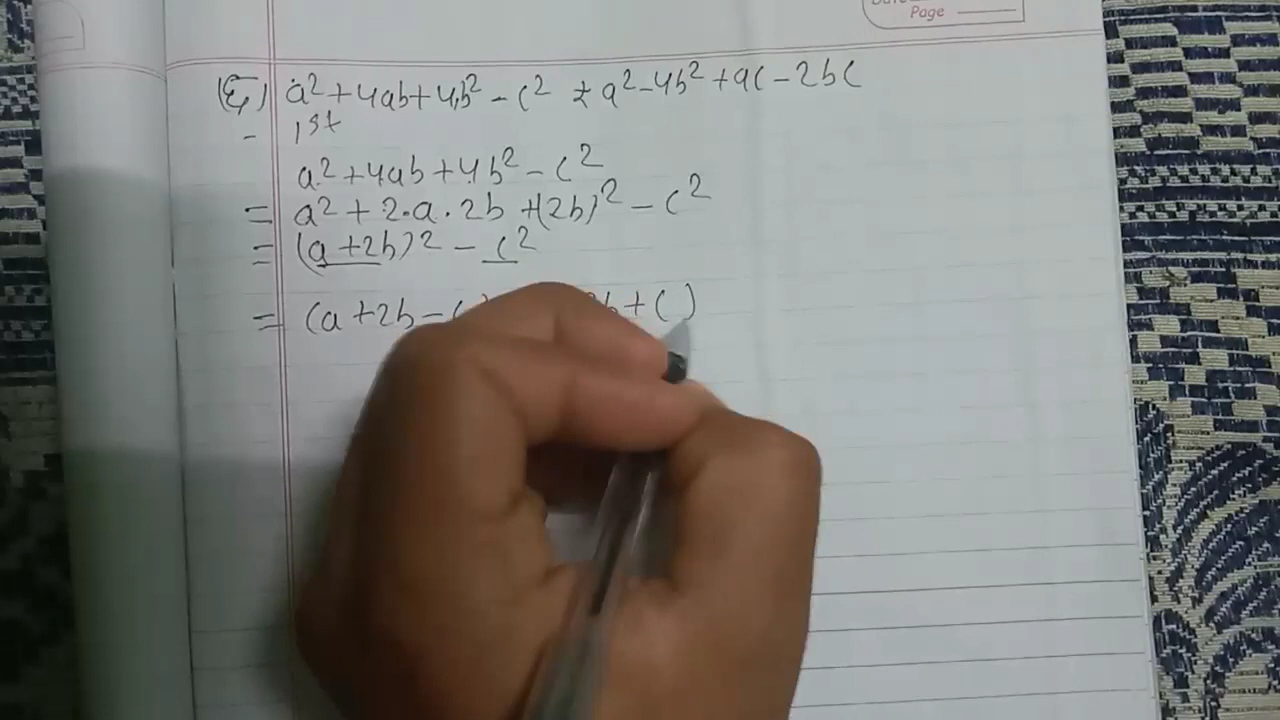 Page
(ई) a² + 4ab + 4b² - c² र a² - 4b² + ac - 2bc
- 1st
a² + 4ab + 4b² - c²
= a² + 2·a·2b + (2b)² - c²
= (a + 2b)² - c²
= (a + 2b - c) 2b + c)